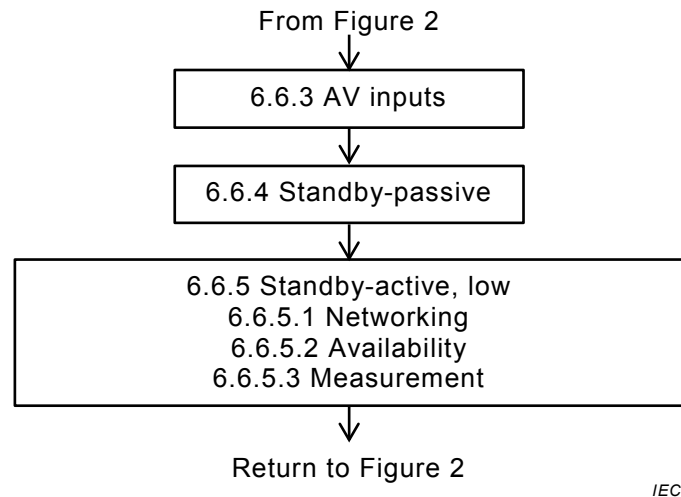 From Figure 2
6.6.3 AV inputs
6.6.4 Standby-passive
6.6.5 Standby-active, low
6.6.5.1 Networking
6.6.5.2 Availability
6.6.5.3 Measurement
Return to Figure 2
IEC